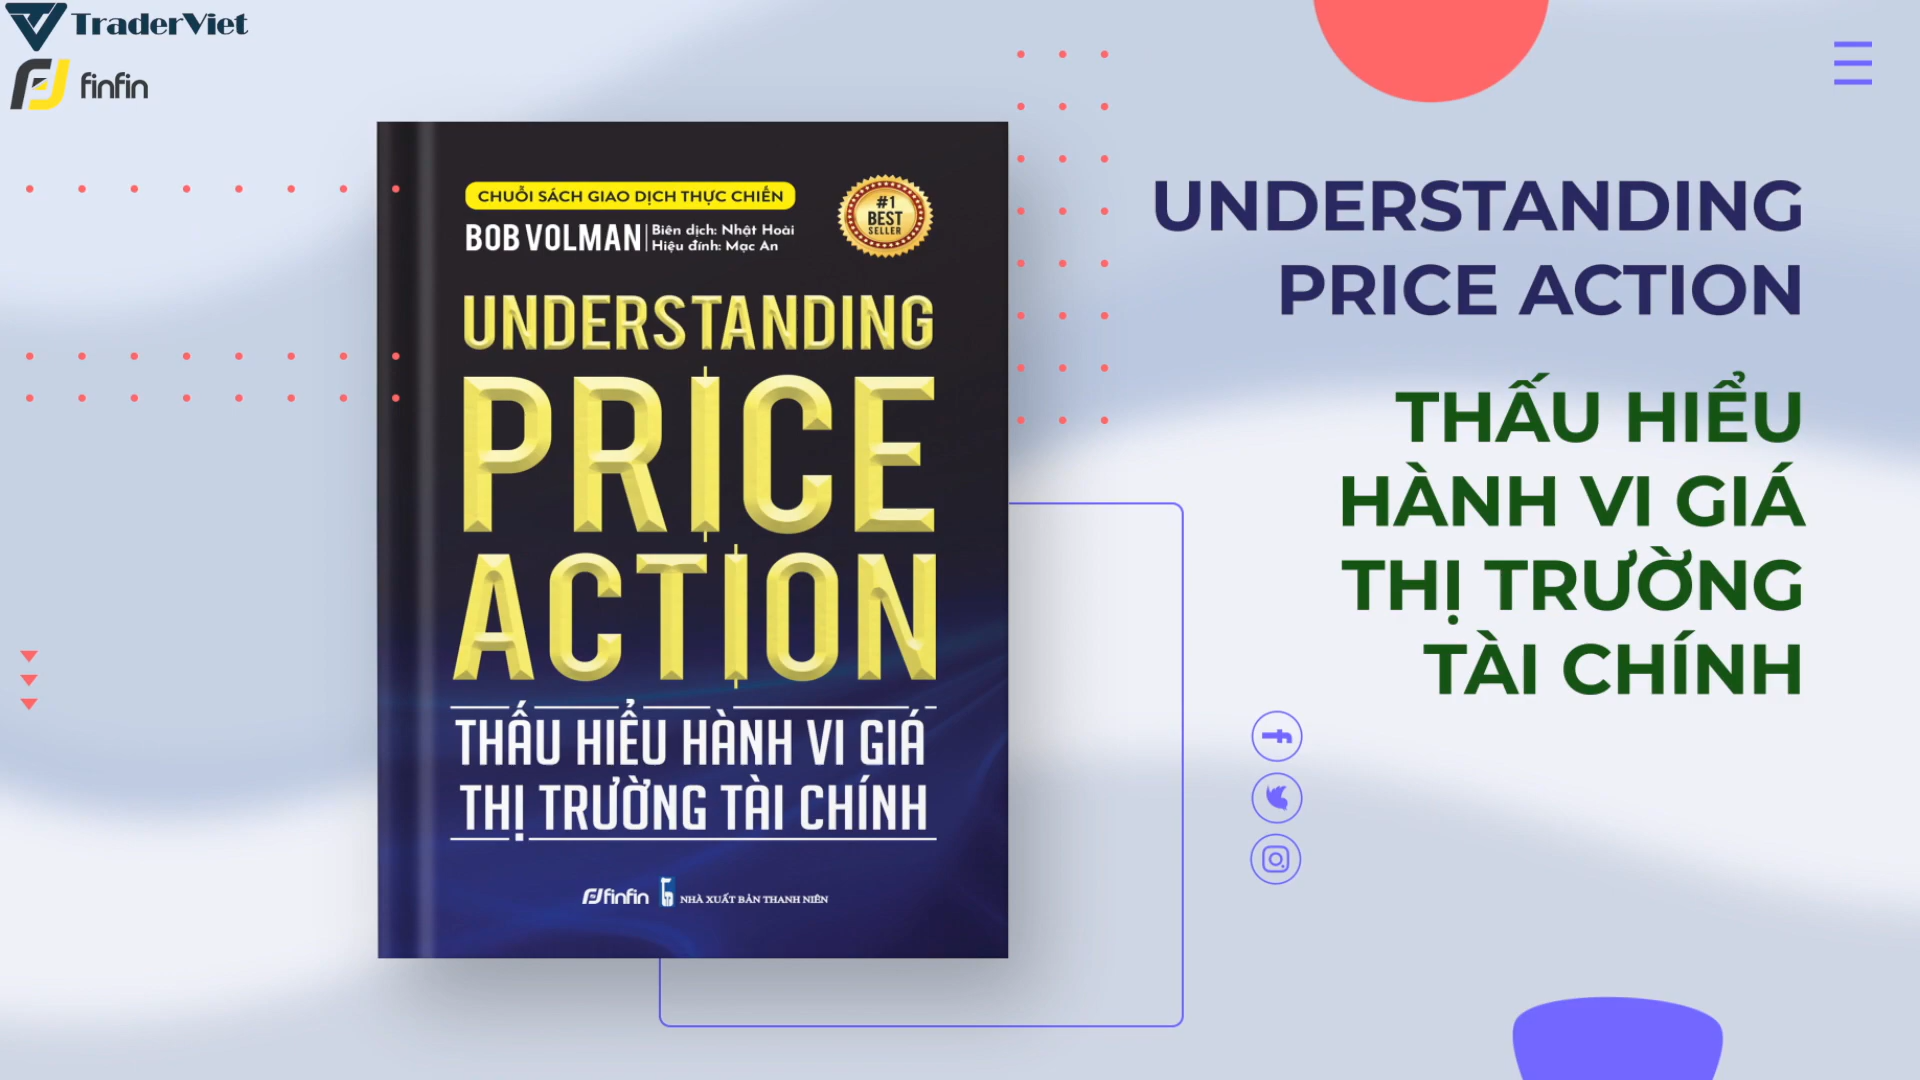 TraderViet
finfin
CHUỖI SÁCH GIAO DỊCH THỰC CHIẾN
BOB VOLMAN
Biên dịch: Nhật Hoài
Hiệu đính: Mạc An
#1
BEST
SELLER
UNDERSTANDING
PRICE
ACTION
THẤU HIỂU HÀNH VI GIÁ
THỊ TRƯỜNG TÀI CHÍNH
finfin
NHÀ XUẤT BẢN THANH NIÊN
UNDERSTANDING
PRICE ACTION
THẤU HIỂU
HÀNH VI GIÁ
THỊ TRƯỜNG
TÀI CHÍNH